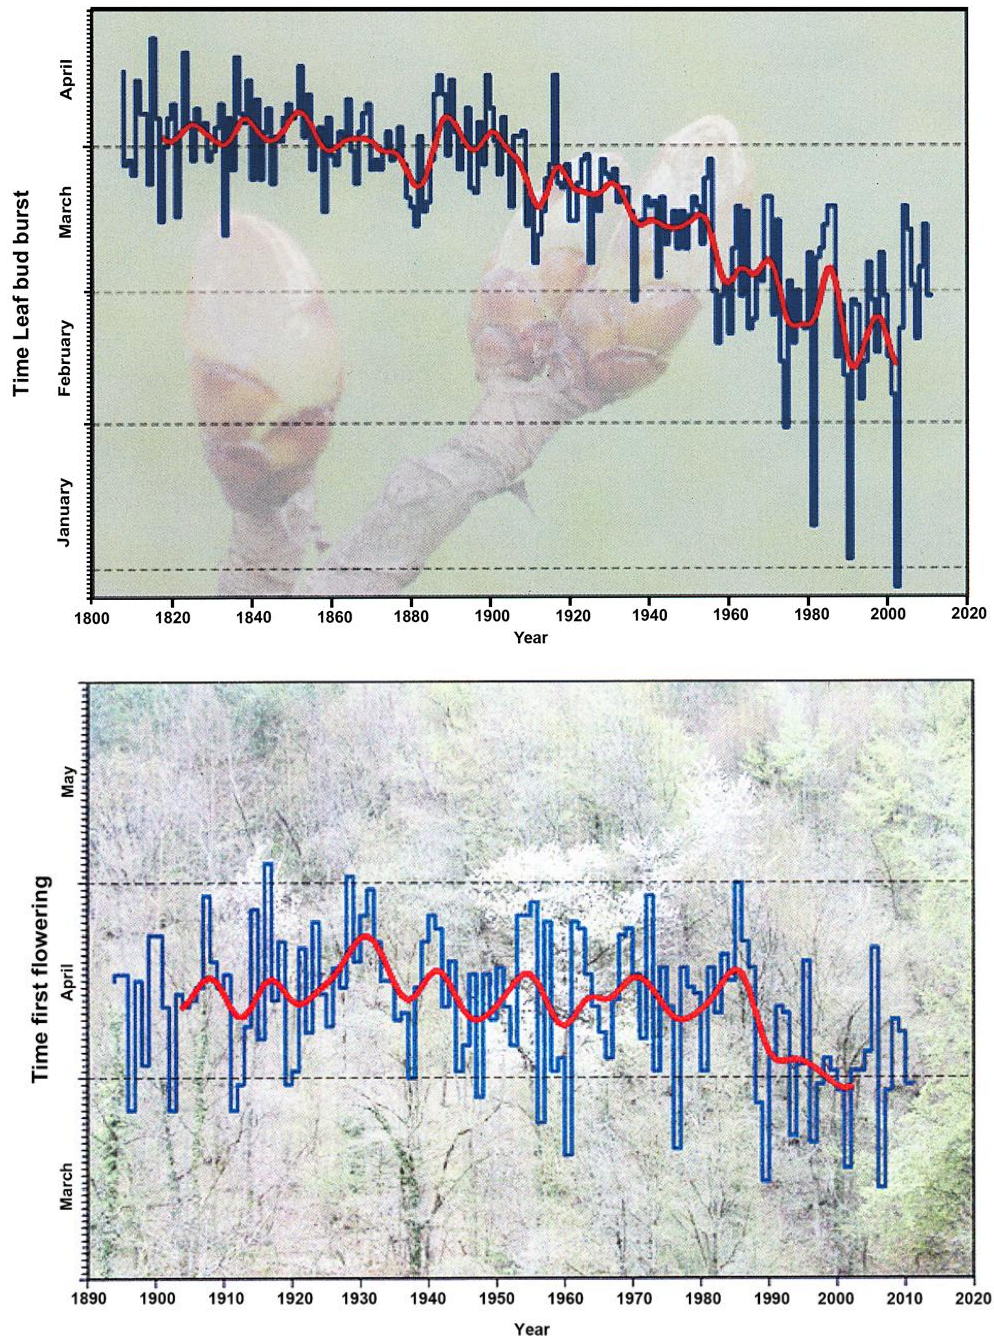 Time Leaf bud burst
April
March
February
January
1800 1820 1840 1860 1880 1900 1920 1940 1960 1980 2000 2020
Year
Time first flowering
May
April
March
1890 1900 1910 1920 1930 1940 1950 1960 1970 1980 1990 2000 2010 2020
Year